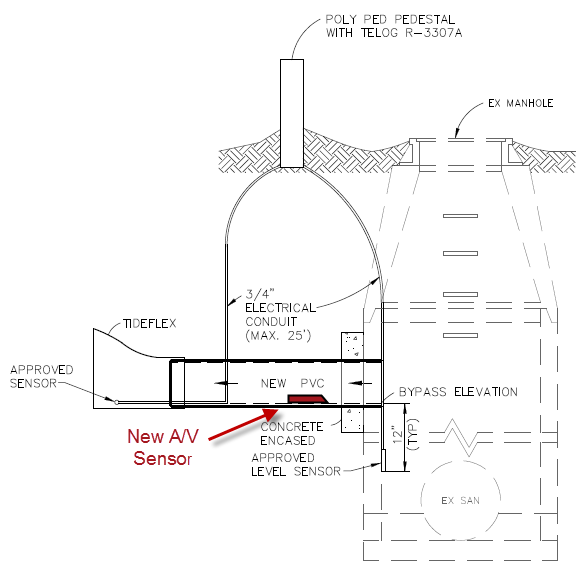 POLY PED PEDESTAL
WITH TELOG R-3307A
EX MANHOLE
3/4"
ELECTRICAL
CONDUIT
(MAX. 25')
TIDEFLEX
APPROVED
SENSOR
NEW PVC
BYPASS ELEVATION
New A/V
Sensor
CONCRETE
ENCASED
APPROVED
LEVEL SENSOR
12"
(TYP)
EX SAN